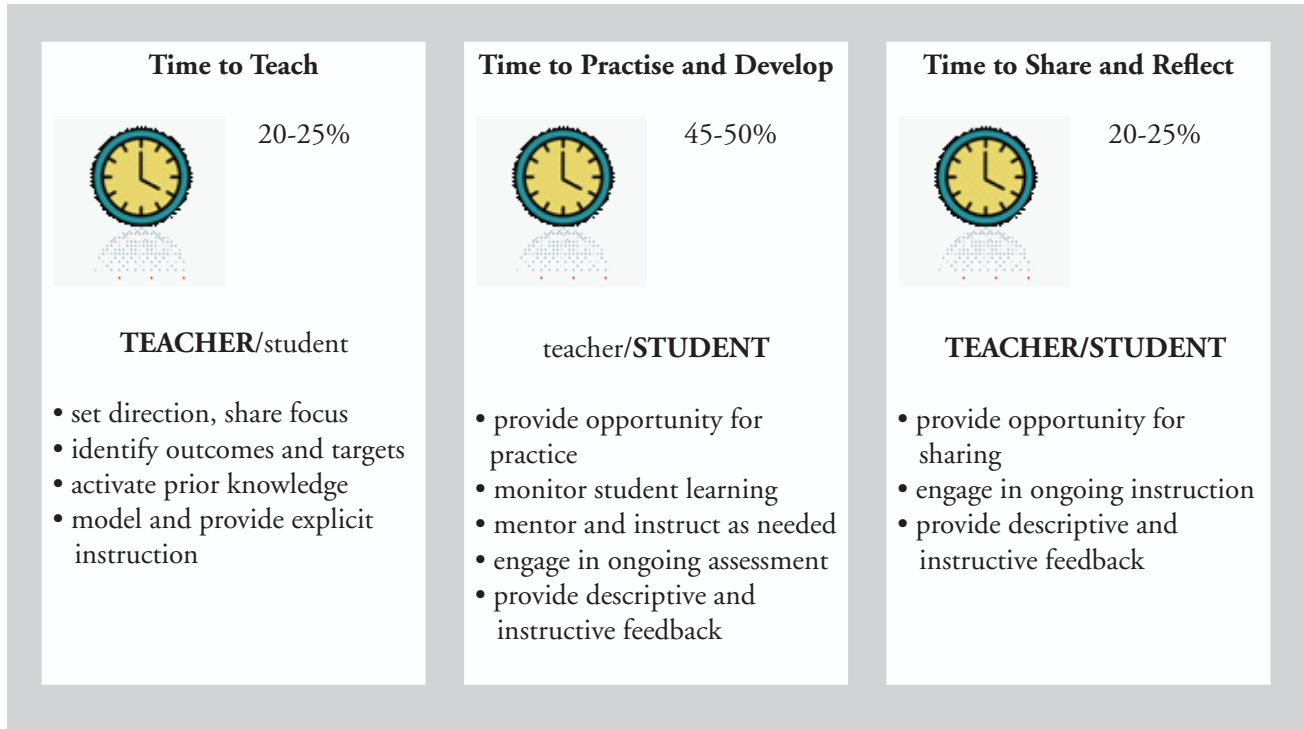 Time to Teach
20-25%
TEACHER/student
• set direction, share focus
• identify outcomes and targets
• activate prior knowledge
• model and provide explicit
instruction
Time to Practise and Develop
45-50%
teacher/STUDENT
• provide opportunity for
practice
• monitor student learning
• mentor and instruct as needed
• engage in ongoing assessment
• provide descriptive and
instructive feedback
Time to Share and Reflect
20-25%
TEACHER/STUDENT
• provide opportunity for
sharing
• engage in ongoing instruction
• provide descriptive and
instructive feedback